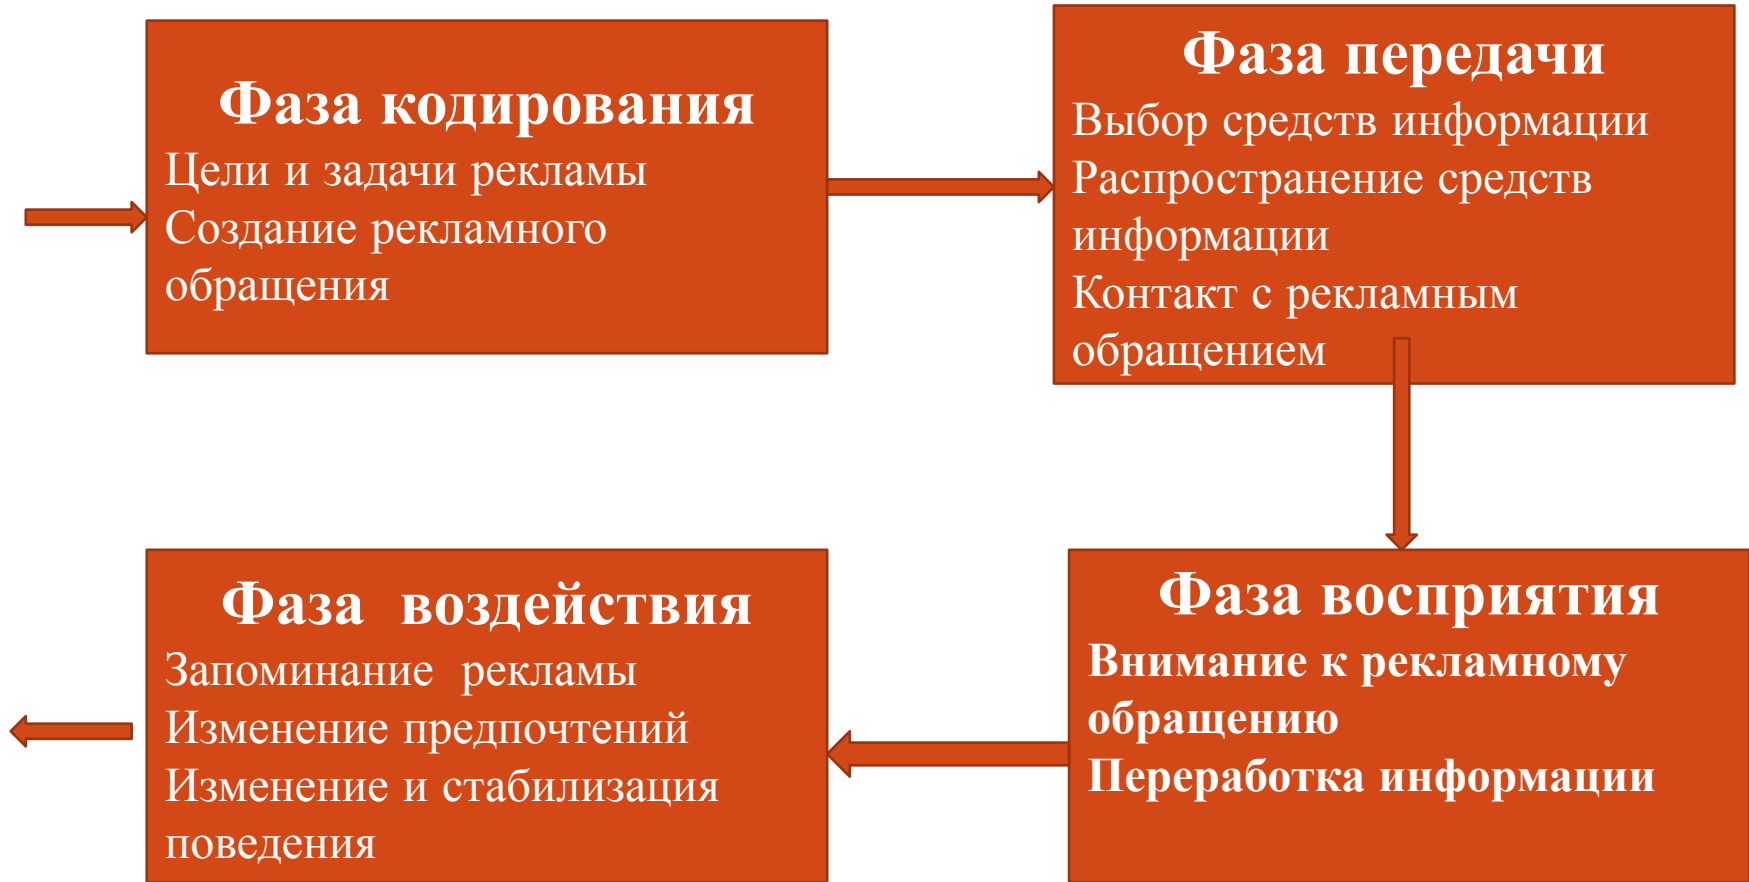 Фаза кодирования
Цели и задачи рекламы
Создание рекламного
обращения
Фаза передачи
Выбор средств информации
Распространение средств
информации
Контакт с рекламным
обращением
Фаза восприятия
Внимание к рекламному
обращению
Переработка информации
Фаза  воздействия
Запоминание  рекламы
Изменение предпочтений
Изменение и стабилизация
поведения